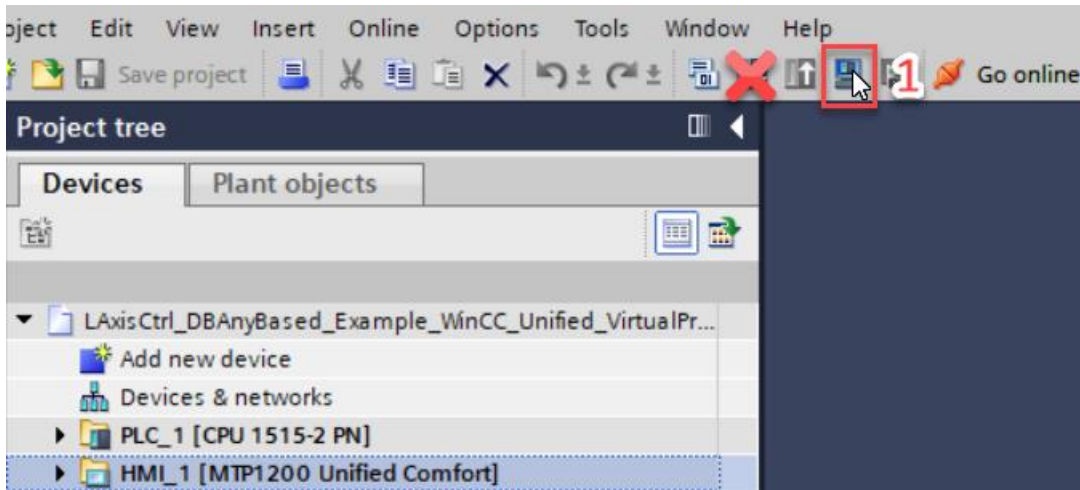 oject Edit View Insert Online Options Tools Window Help
Save project 1 Go online
Project tree
Devices Plant objects
LAxisCtrl_DBAnyBased_Example_WinCC_Unified_VirtualPr...
Add new device
Devices & networks
PLC_1 [CPU 1515-2 PN]
HMI_1 [MTP1200 Unified Comfort]